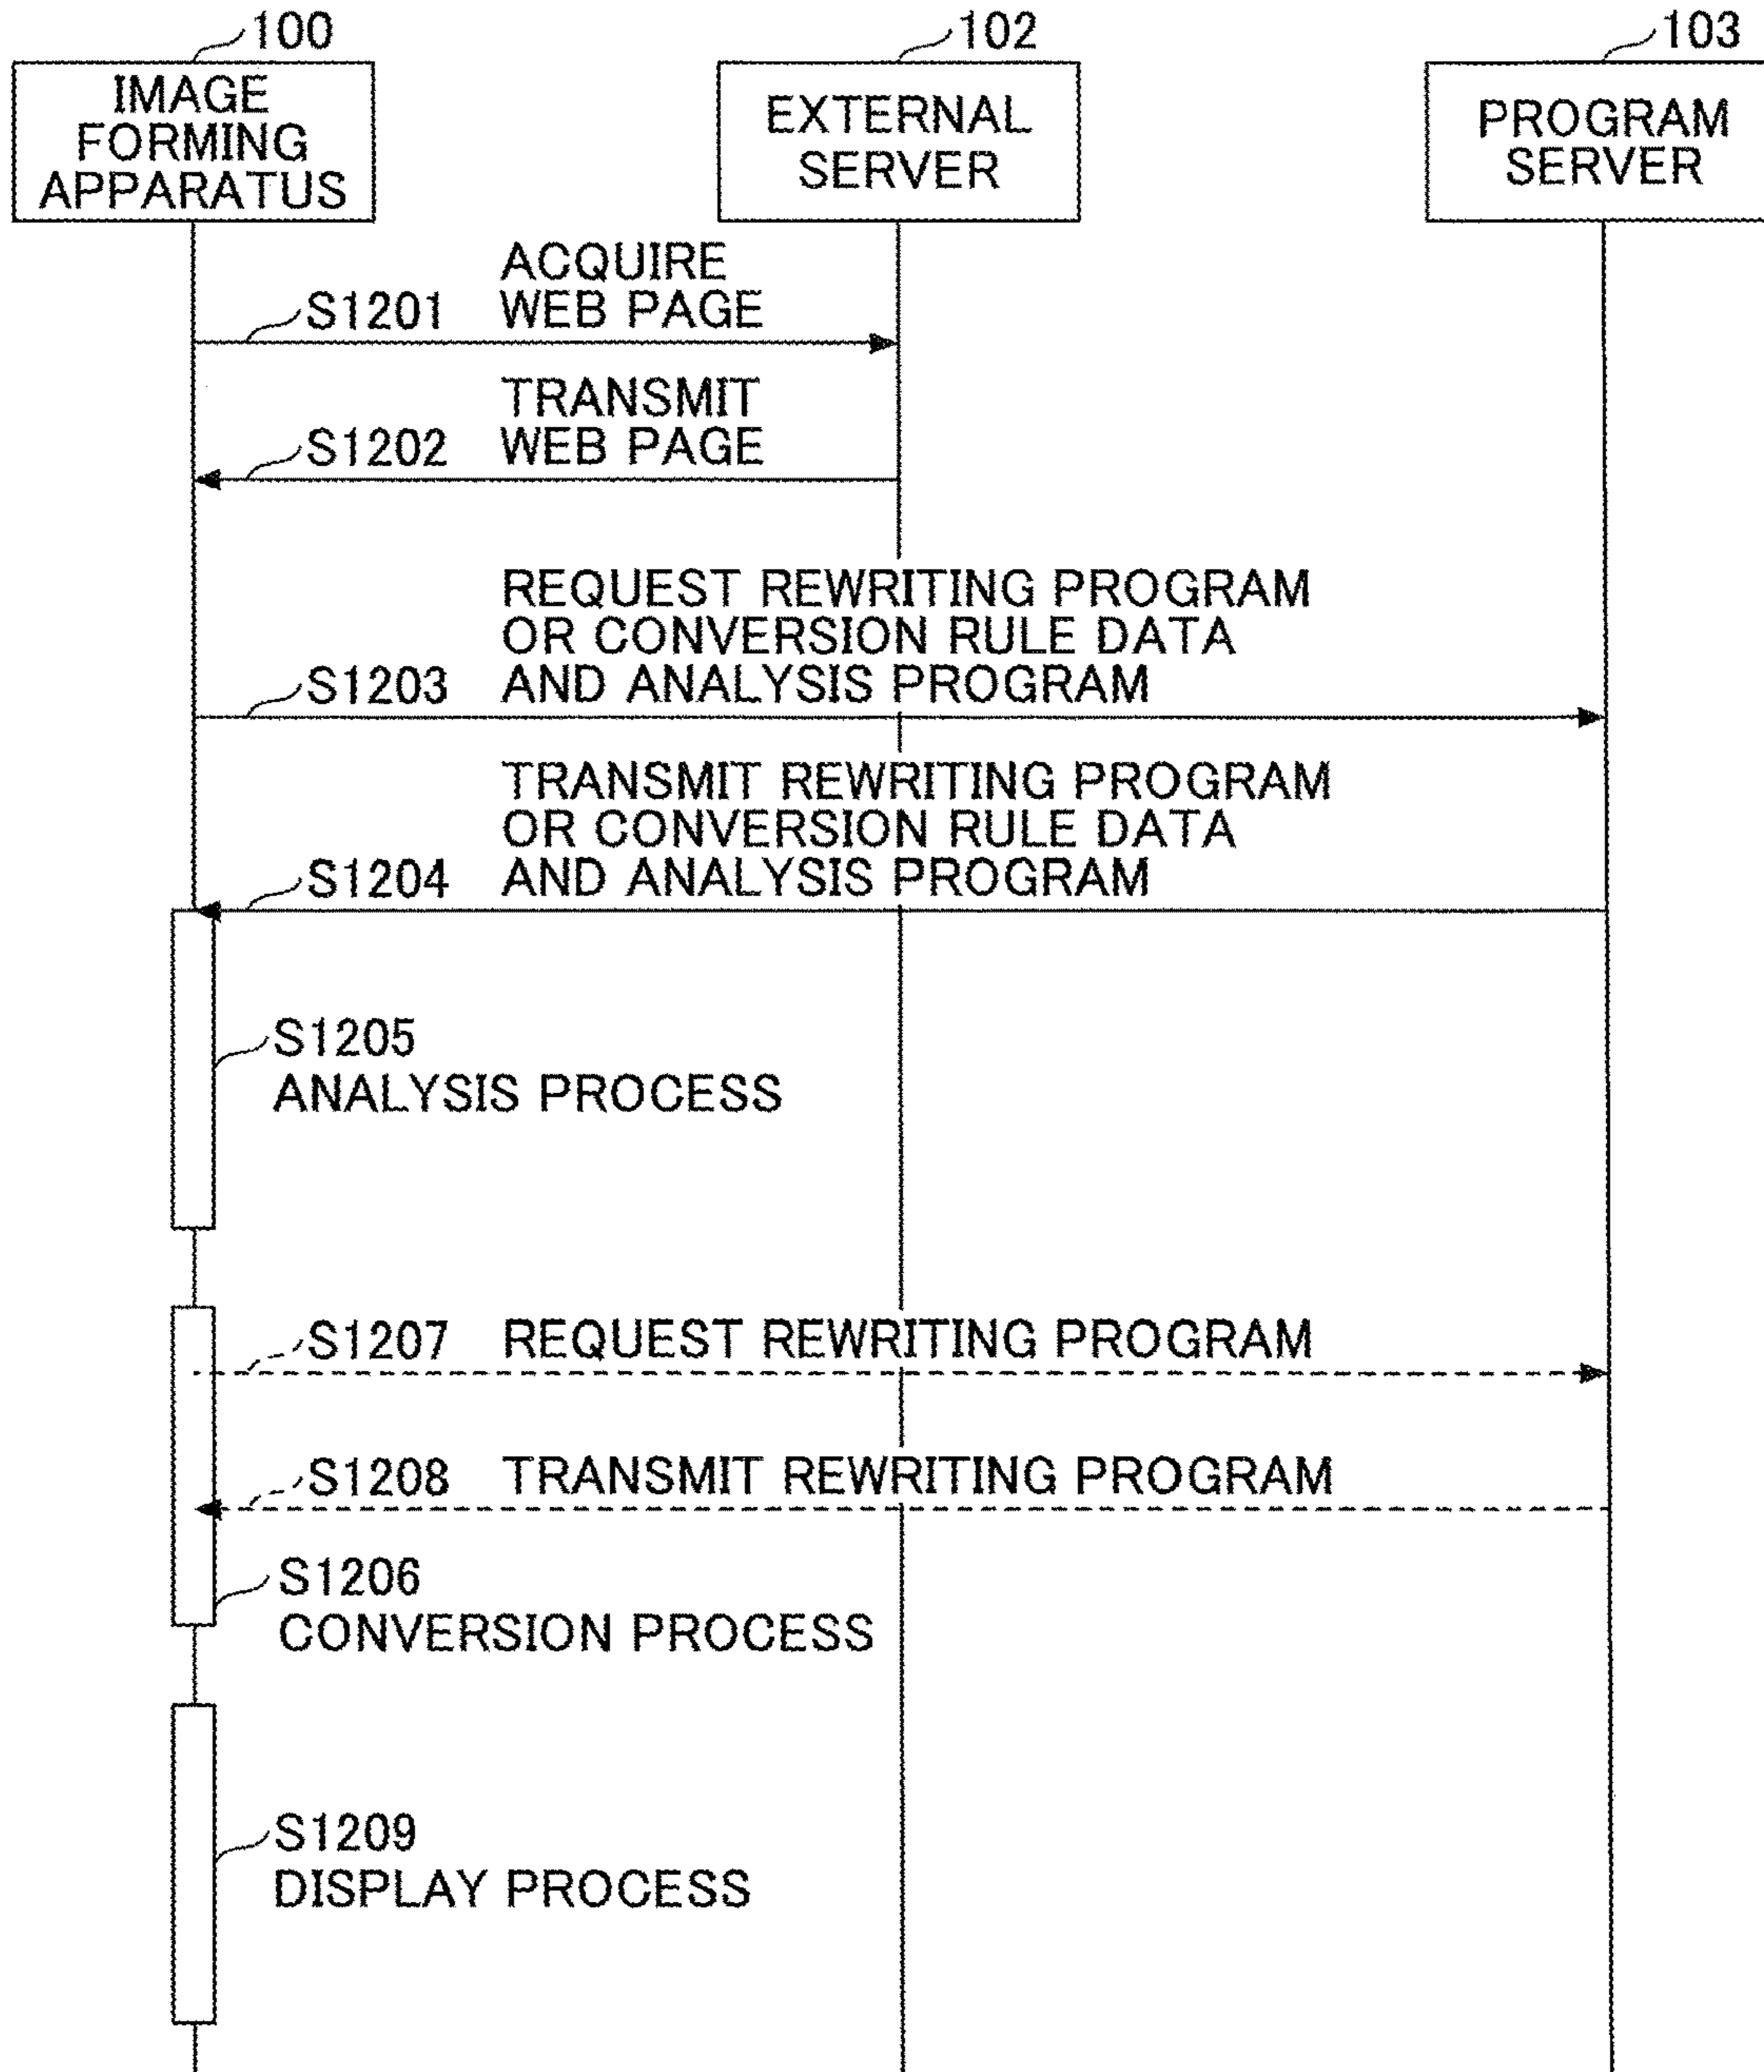 100
102
103
IMAGE
FORMING
APPARATUS
EXTERNAL
SERVER
PROGRAM
SERVER
ACQUIRE
S1201 WEB PAGE
TRANSMIT
S1202 WEB PAGE
REQUEST REWRITING PROGRAM
OR CONVERSION RULE DATA
S1203 AND ANALYSIS PROGRAM
TRANSMIT REWRITING PROGRAM
OR CONVERSION RULE DATA
S1204 AND ANALYSIS PROGRAM
S1205
ANALYSIS PROCESS
S1207 REQUEST REWRITING PROGRAM
S1208 TRANSMIT REWRITING PROGRAM
S1206
CONVERSION PROCESS
S1209
DISPLAY PROCESS